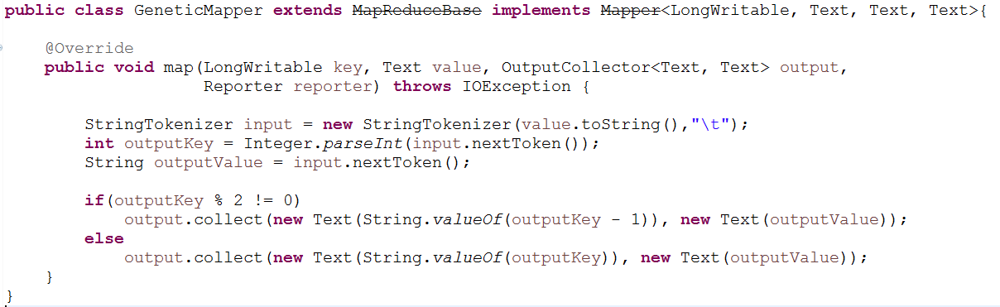 public class GeneticMapper extends MapReduceBase implements Mapper<LongWritable, Text, Text, Text>{
@Override
public void map(LongWritable key, Text value, OutputCollector<Text, Text> output,
Reporter reporter) throws IOException {
StringTokenizer input = new StringTokenizer(value.toString(),"\t");
int outputKey = Integer.parseInt(input.nextToken());
String outputValue = input.nextToken();
if(outputKey % 2 != 0)
output.collect(new Text(String.valueOf(outputKey - 1)), new Text(outputValue));
else
output.collect(new Text(String.valueOf(outputKey)), new Text(outputValue));
}
}